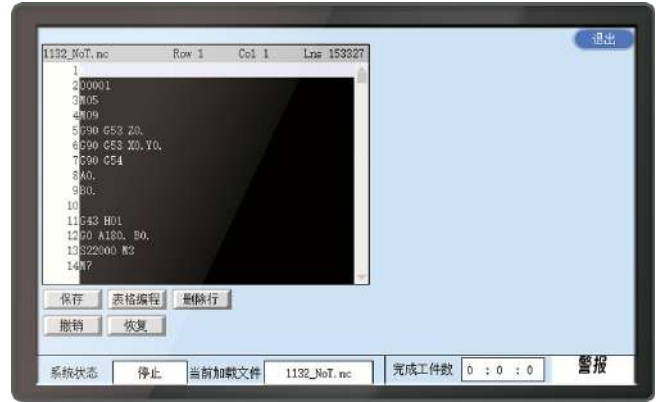 退出
1132_NoT.nc Row 1 Col 1 Lns 153327
1
2 O0001
3 M05
4 M09
5 G90 G53 Z0.
6 G90 G53 X0.Y0.
7 G90 G54
8 A0.
9 B0.
10
11 G43 H01
12 G0 A180. B0.
13 S22000 M3
14 M7
保存 表格编程 删除行
撤销 恢复
系统状态 停止 当前加载文件 1132_NoT.nc 完成工件数 0 : 0 : 0 警报